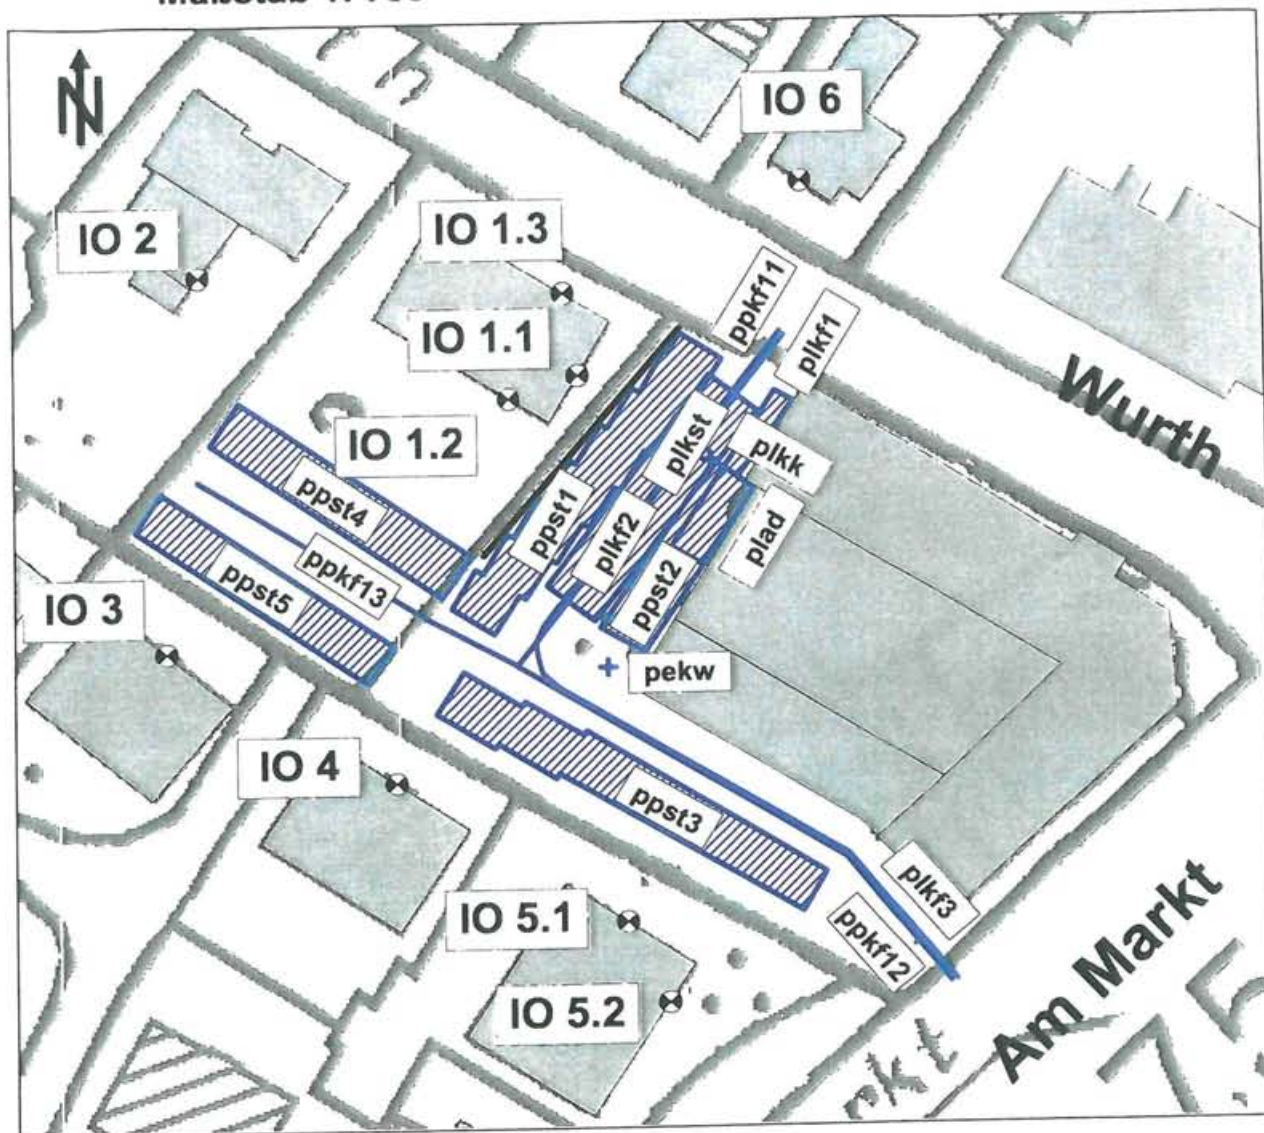 N
IO 6
IO 2
IO 1.3
IO 1.1
IO 1.2
ppkf11
plkf1
Wurth
plkst
plkk
plad
ppst1
plkf2
ppst2
ppst4
ppkf13
ppst5
IO 3
pekw
IO 4
ppst3
plkf3
ppkf12
IO 5.1
IO 5.2
Am Markt
75